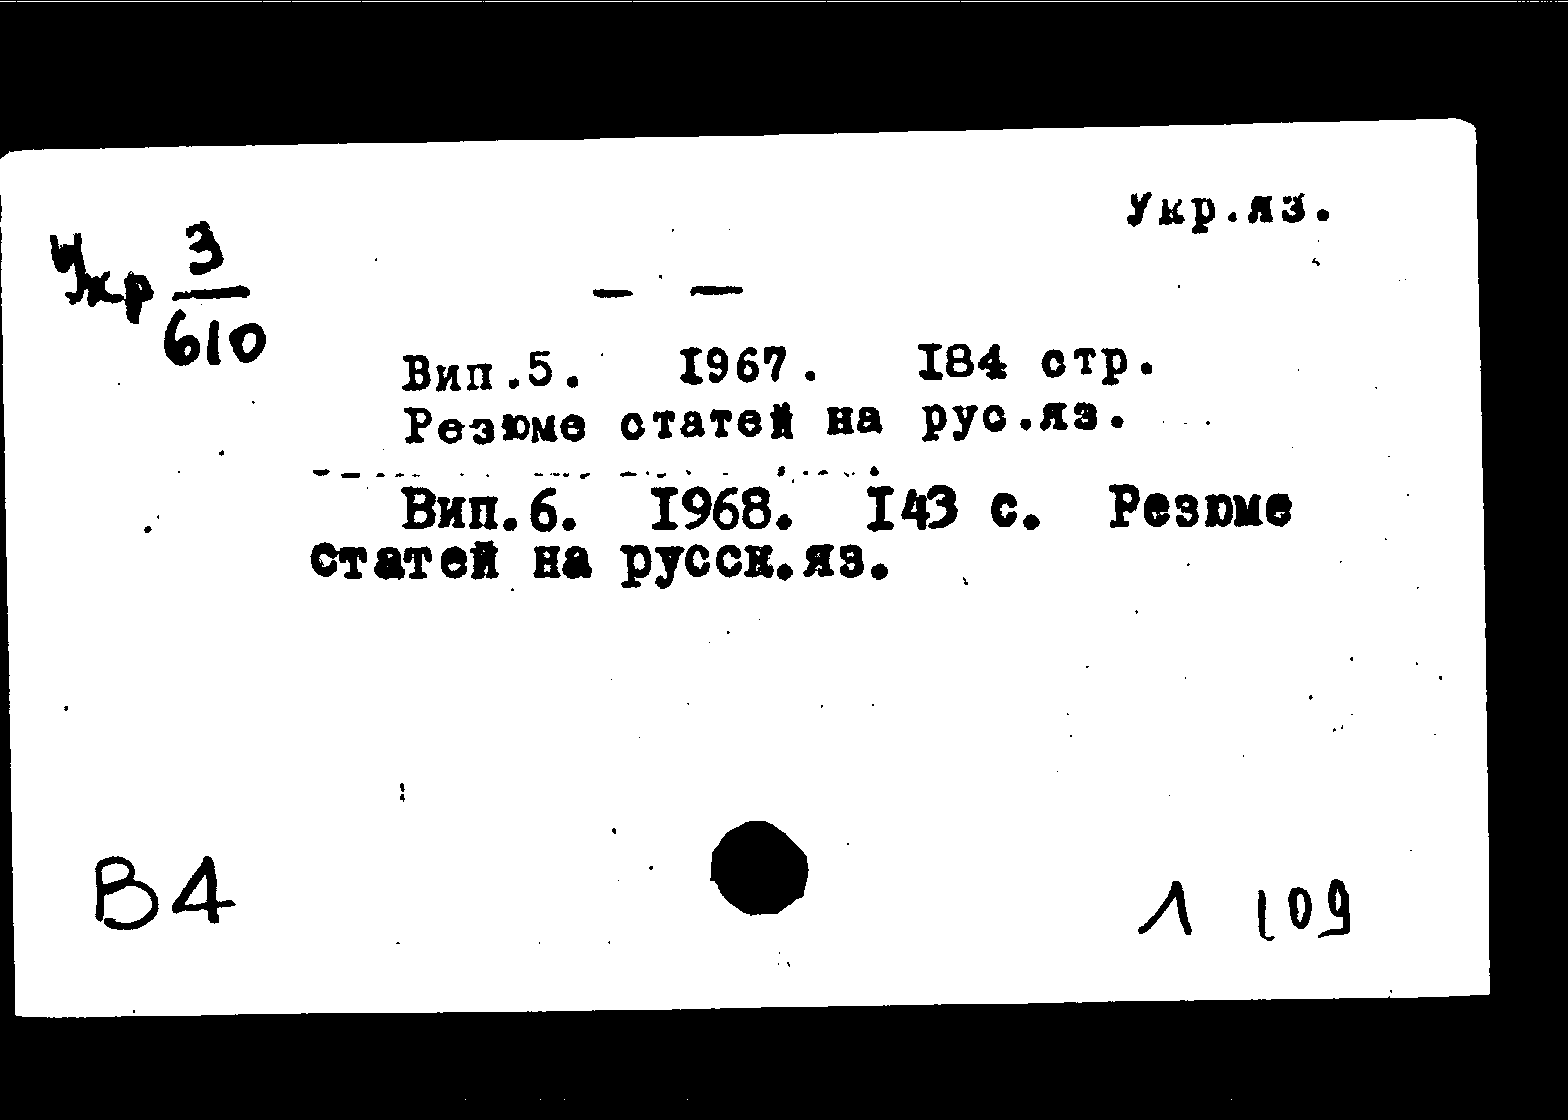 Укр.яз.
Укр 3/610
— —
Вип.5. 1967. 184 стр.
Резюме статей на рус.яз.
Вип.6. 1968. 143 с. Резюме
статей на русск.яз.
В4
Л 109